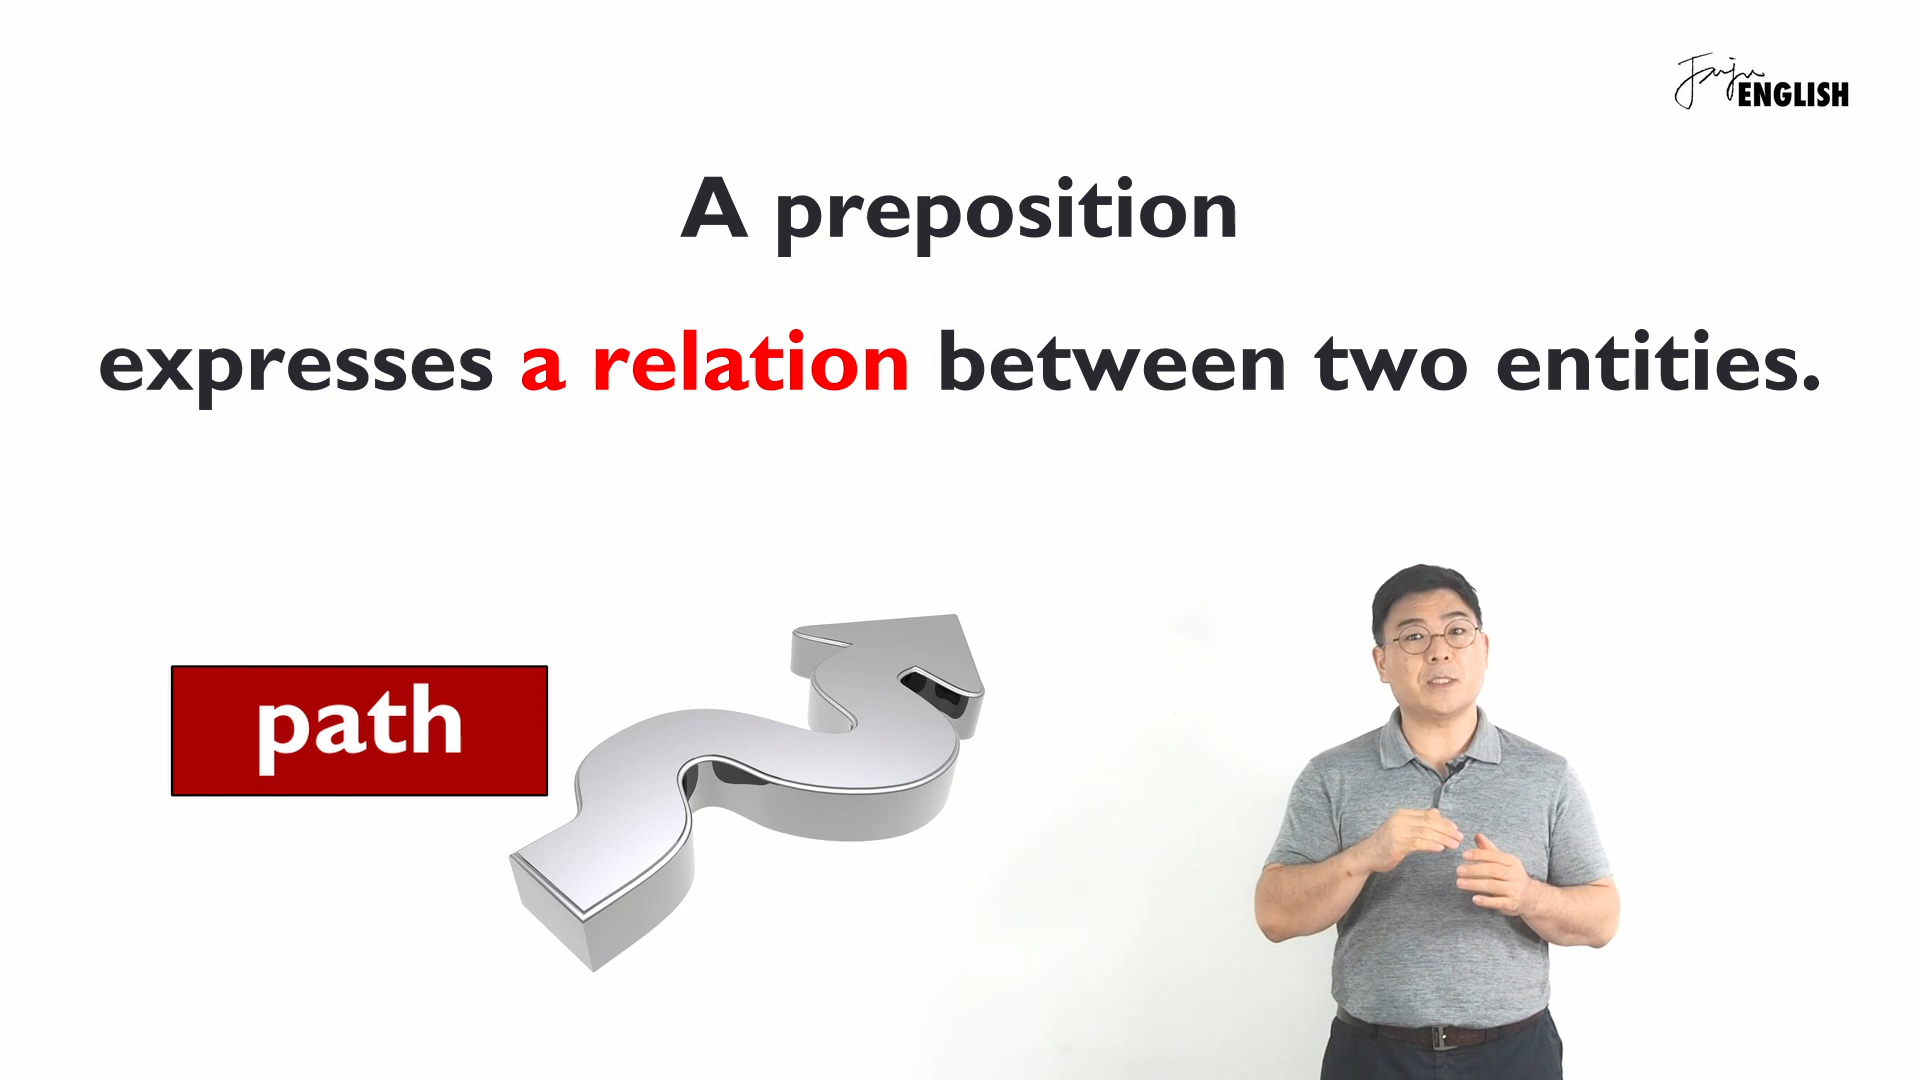 ENGLISH
A preposition
expresses a relation between two entities.
path